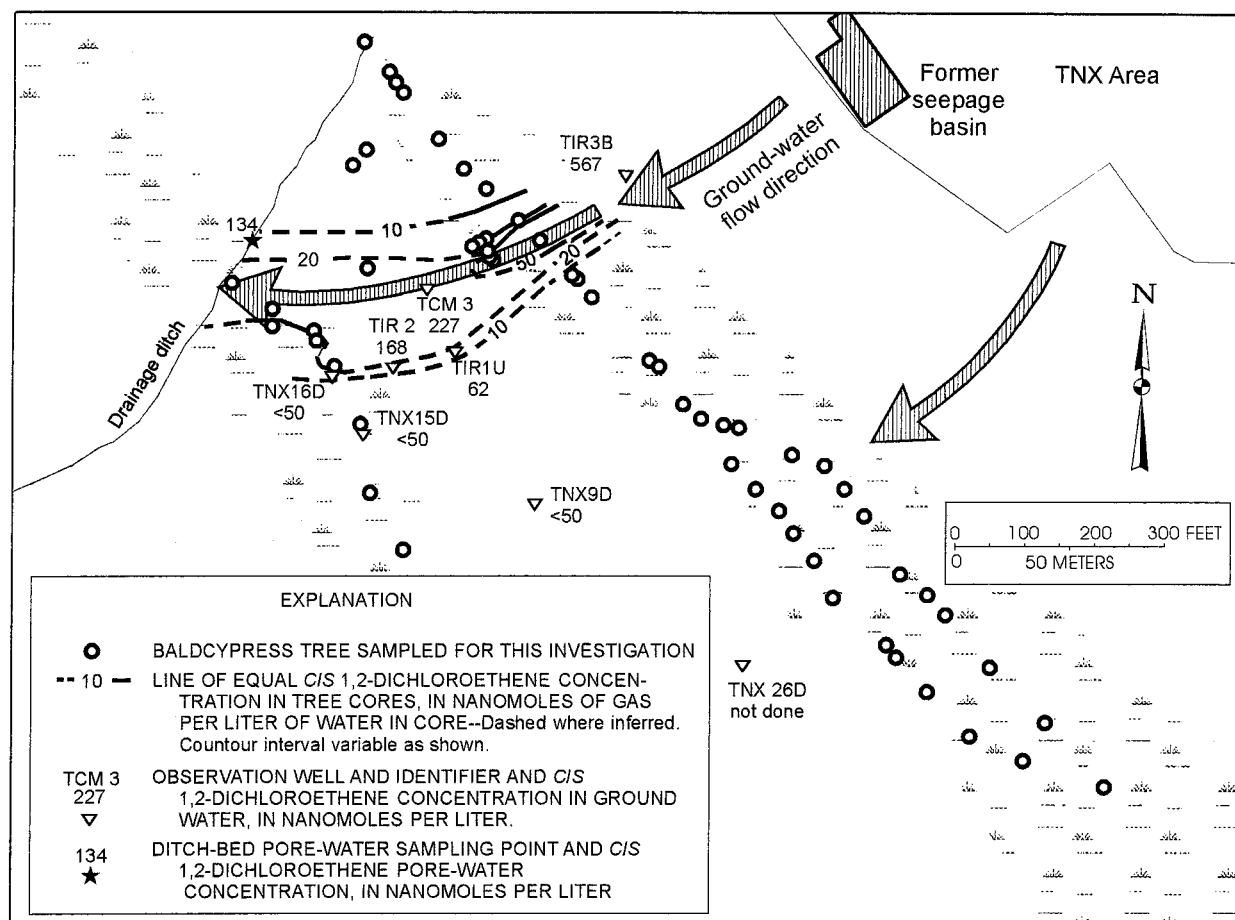 Former
seepage
basin
TNX Area
Ground-water
flow direction
TIR3B
567
134
10
20
50
20
10
TCM 3
227
TIR 2
168
TIR1U
62
Drainage ditch
TNX16D
<50
TNX15D
<50
TNX9D
<50
N
0 100 200 300 FEET
0 50 METERS
TNX 26D
not done
EXPLANATION
BALDCYPRESS TREE SAMPLED FOR THIS INVESTIGATION
10
LINE OF EQUAL CIS 1,2-DICHLOROETHENE CONCEN-
TRATION IN TREE CORES, IN NANOMOLES OF GAS
PER LITER OF WATER IN CORE--Dashed where inferred.
Countour interval variable as shown.
TCM 3
227
OBSERVATION WELL AND IDENTIFIER AND CIS
1,2-DICHLOROETHENE CONCENTRATION IN GROUND
WATER, IN NANOMOLES PER LITER.
134
DITCH-BED PORE-WATER SAMPLING POINT AND CIS
1,2-DICHLOROETHENE PORE-WATER
CONCENTRATION, IN NANOMOLES PER LITER